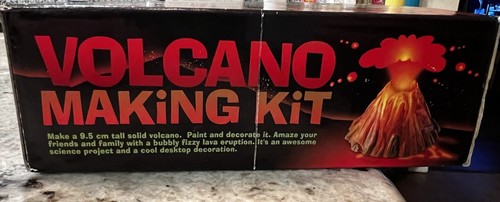 VOLCANO
MAKiNG KiT
Make a 9.5 cm tall solid volcano. Paint and decorate it. Amaze your
friends and family with a bubbly fizzy lava eruption. It's an awesome
science project and a cool desktop decoration.